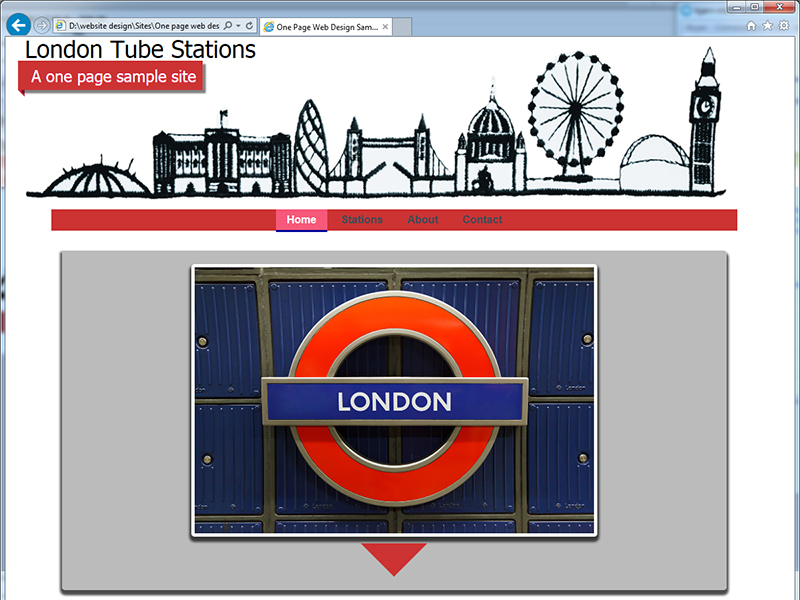 D:\website design\Sites\One page web des
One Page Web Design Sam...
London Tube Stations
A one page sample site
Home Stations About Contact
LONDON